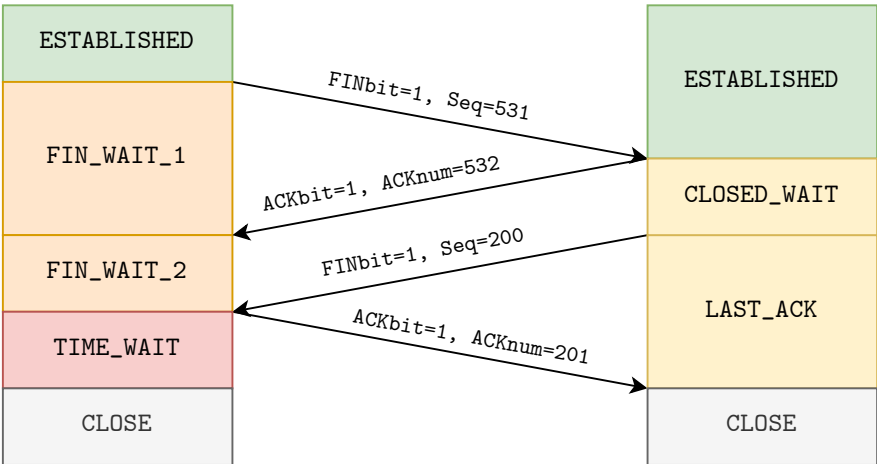 ESTABLISHED
ESTABLISHED
FINbit=1, Seq=531
FIN_WAIT_1
ACKbit=1, ACKnum=532
CLOSED_WAIT
FINbit=1, Seq=200
FIN_WAIT_2
LAST_ACK
ACKbit=1, ACKnum=201
TIME_WAIT
CLOSE
CLOSE